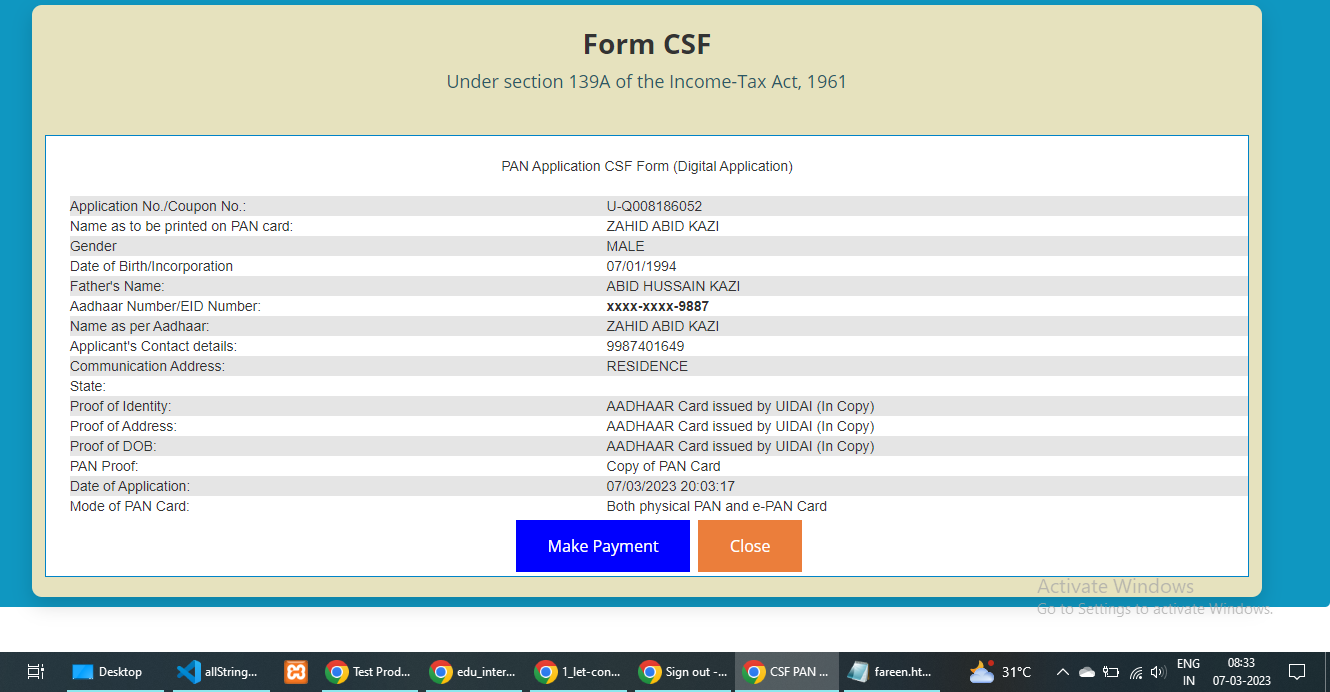 Form CSF
Under section 139A of the Income-Tax Act, 1961
PAN Application CSF Form (Digital Application)
Application No./Coupon No.: U-Q008186052
Name as to be printed on PAN card: ZAHID ABID KAZI
Gender MALE
Date of Birth/Incorporation 07/01/1994
Father's Name: ABID HUSSAIN KAZI
Aadhaar Number/EID Number: xxxx-xxxx-9887
Name as per Aadhaar: ZAHID ABID KAZI
Applicant's Contact details: 9987401649
Communication Address: RESIDENCE
State:
Proof of Identity: AADHAAR Card issued by UIDAI (In Copy)
Proof of Address: AADHAAR Card issued by UIDAI (In Copy)
Proof of DOB: AADHAAR Card issued by UIDAI (In Copy)
PAN Proof: Copy of PAN Card
Date of Application: 07/03/2023 20:03:17
Mode of PAN Card: Both physical PAN and e-PAN Card
Make Payment Close
Activate Windows
Go to Settings to activate Windows.
Desktop allString... Test Prod... edu_inter... 1_let-con... Sign out -... CSF PAN ... fareen.ht... 31°C ENG IN 08:33 07-03-2023